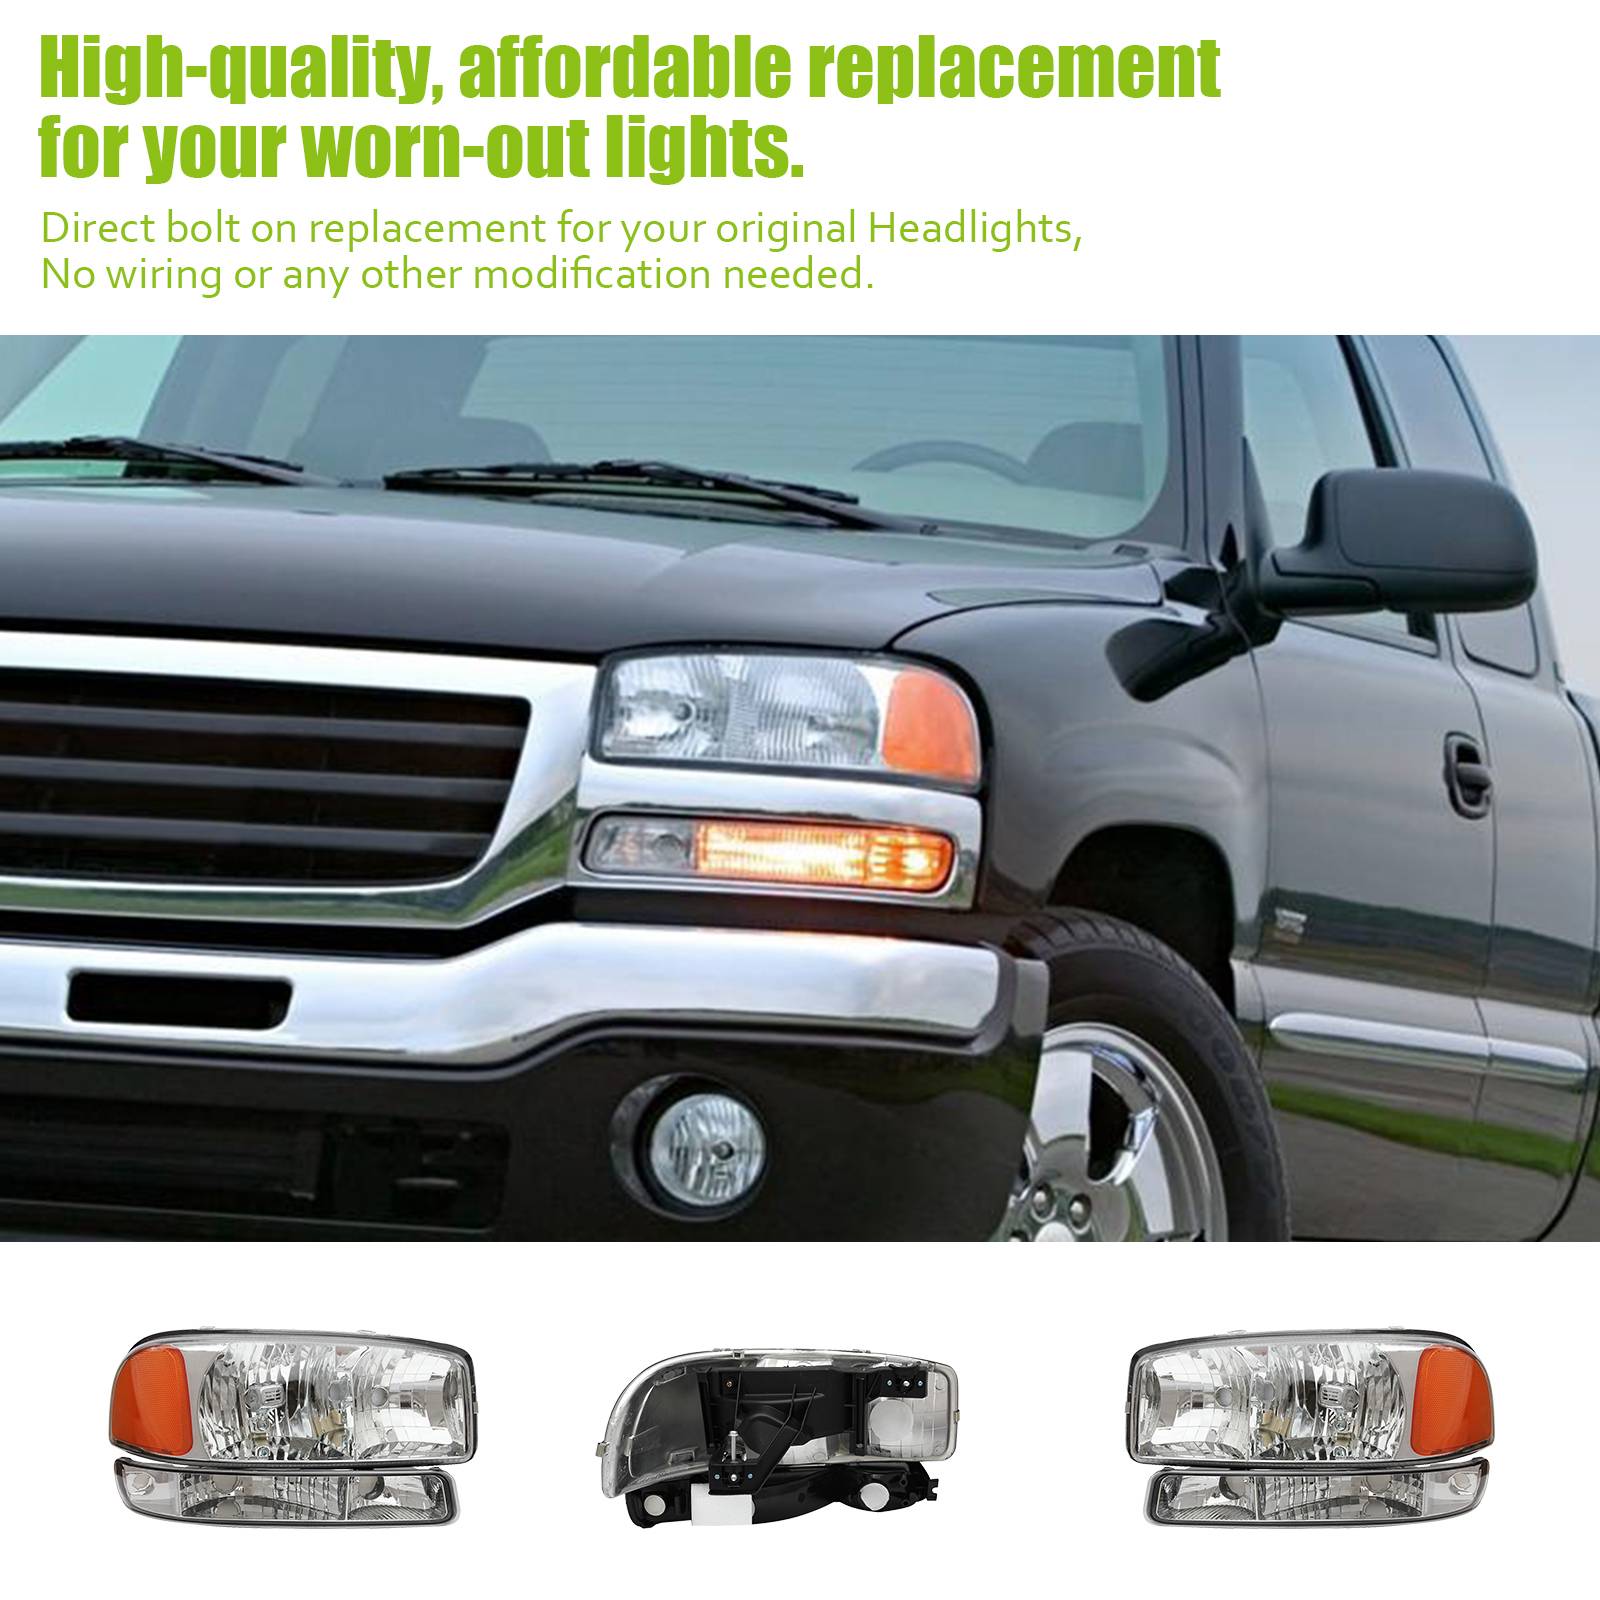 High-quality, affordable replacement
for your worn-out lights.
Direct bolt on replacement for your original Headlights,
No wiring or any other modification needed.